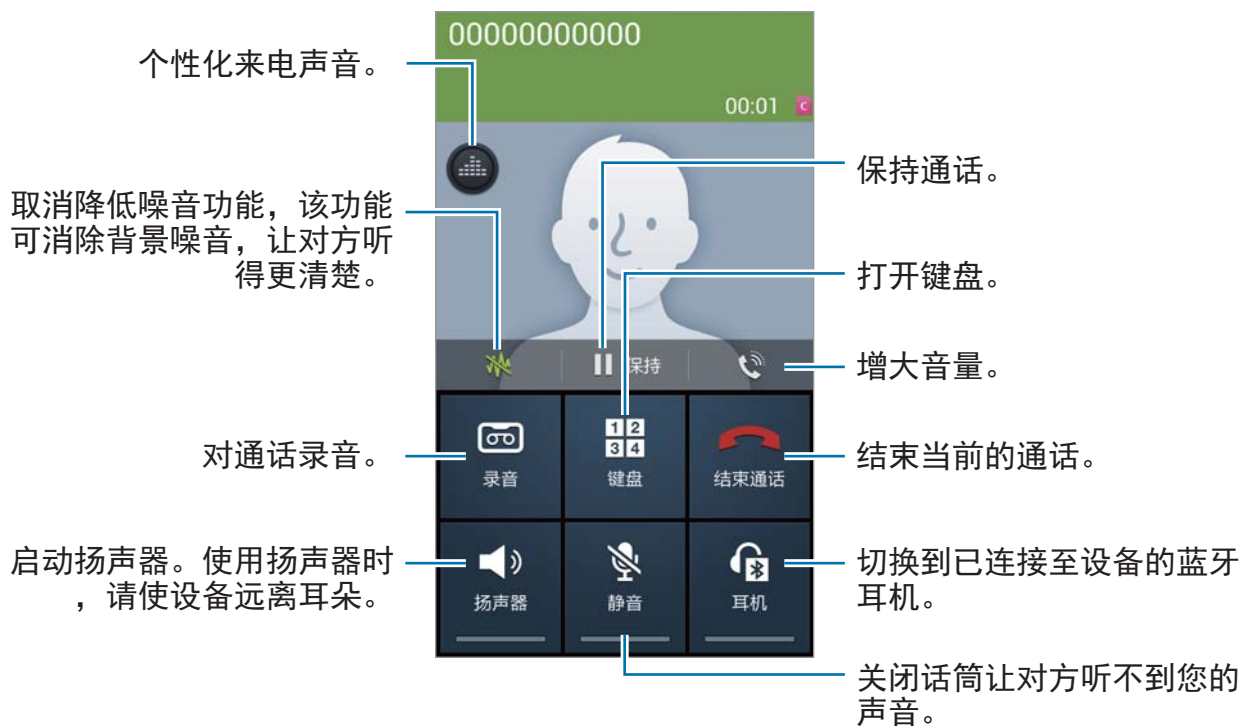 00000000000
00:01
C
个性化来电声音。
取消降低噪音功能，该功能
可消除背景噪音，让对方听
得更清楚。
对通话录音。
启动扬声器。使用扬声器时
，请使设备远离耳朵。
保持通话。
打开键盘。
增大音量。
结束当前的通话。
切换到已连接至设备的蓝牙
耳机。
关闭话筒让对方听不到您的
声音。
保持
1 2
3 4
录音
键盘
结束通话
扬声器
静音
耳机